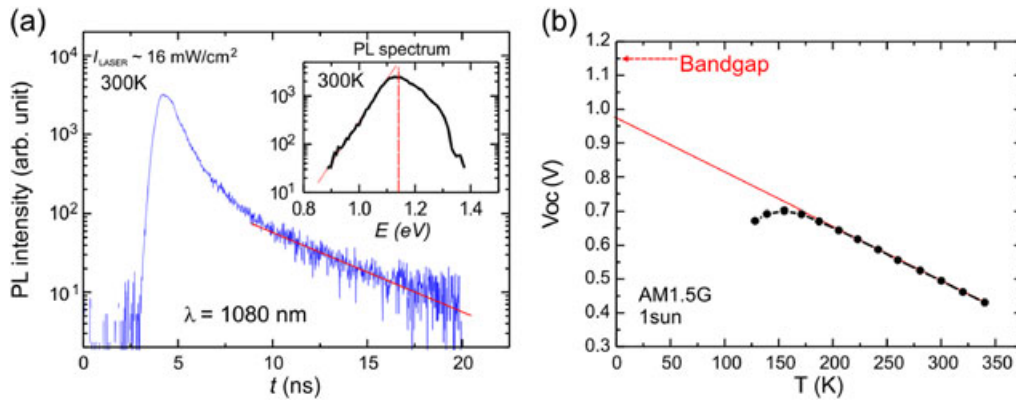 (a)
I_LASER ~ 16 mW/cm²
300K
PL spectrum
300K
10³
10²
10¹
0.8 1.0 1.2 1.4
E (eV)
10⁴
10³
10²
10¹
PL intensity (arb. unit)
λ = 1080 nm
0 5 10 15 20
t (ns)
(b)
1.2
1.1
1.0
0.9
0.8
0.7
0.6
0.5
0.4
0.3
Voc (V)
Bandgap
AM1.5G
1sun
0 50 100 150 200 250 300 350
T (K)